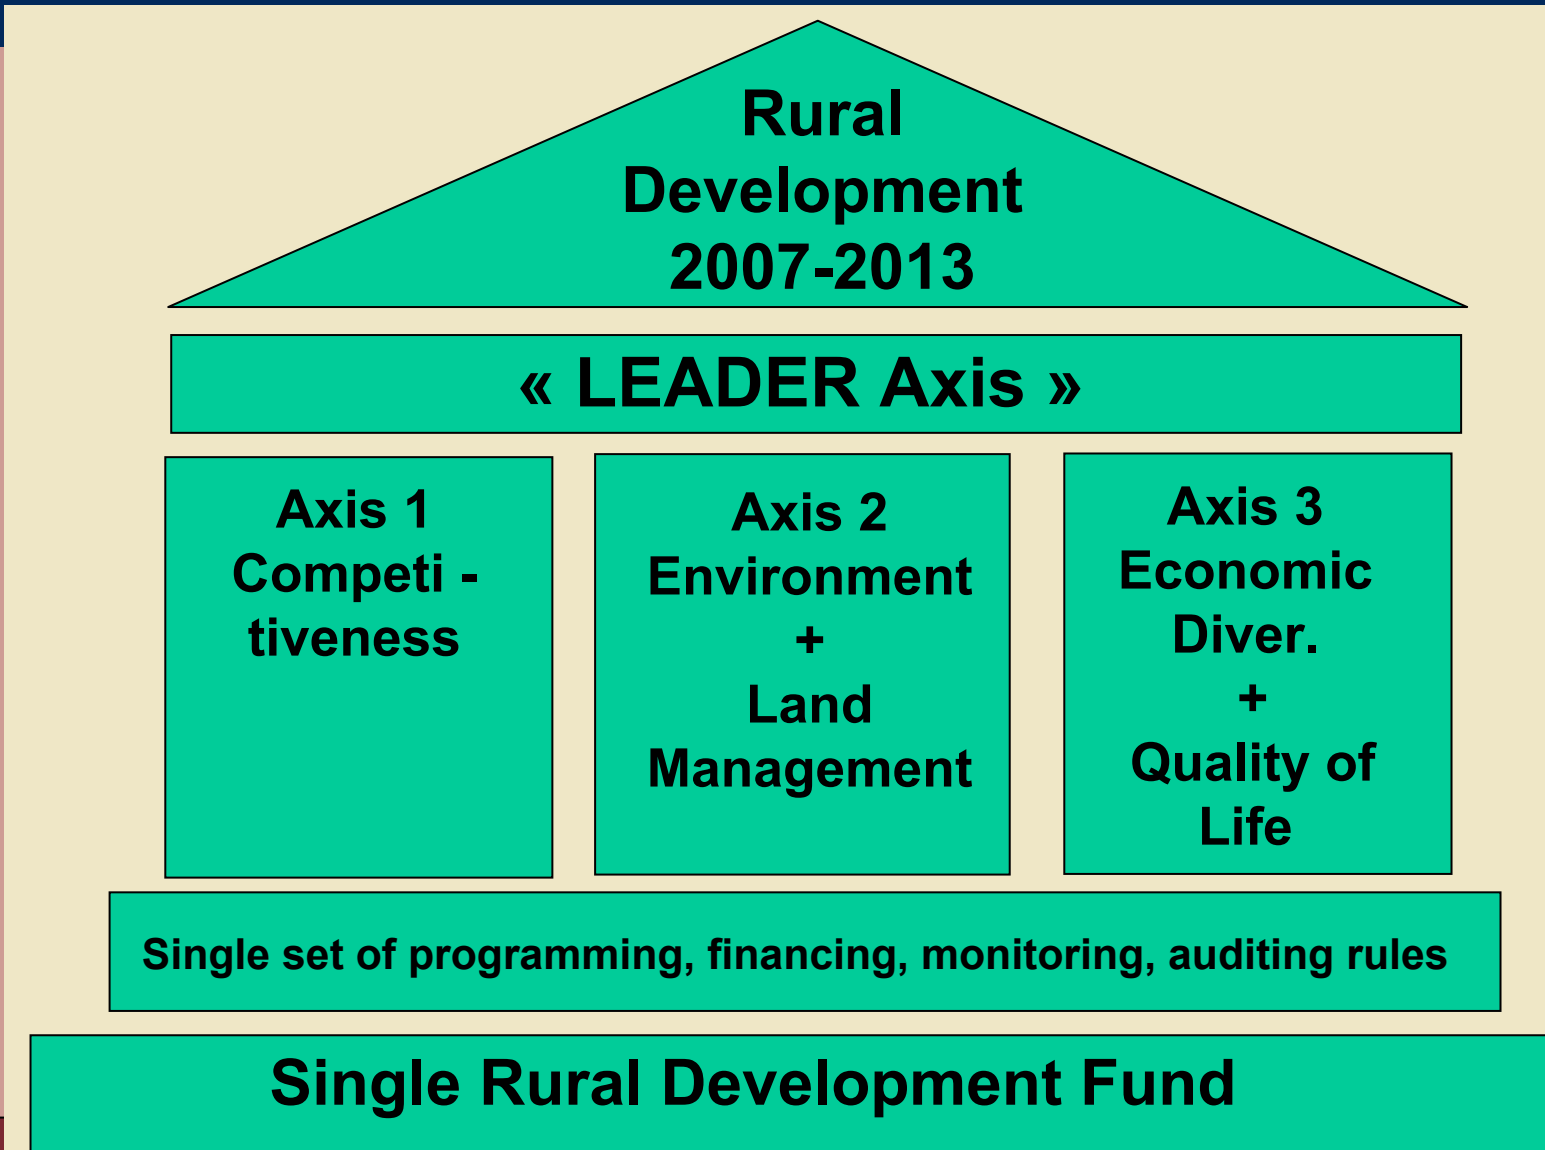 Rural
Development
2007-2013
« LEADER Axis »
Axis 1
Competi -
tiveness
Axis 2
Environment
+
Land
Management
Axis 3
Economic
Diver.
+
Quality of
Life
Single set of programming, financing, monitoring, auditing rules
Single Rural Development Fund